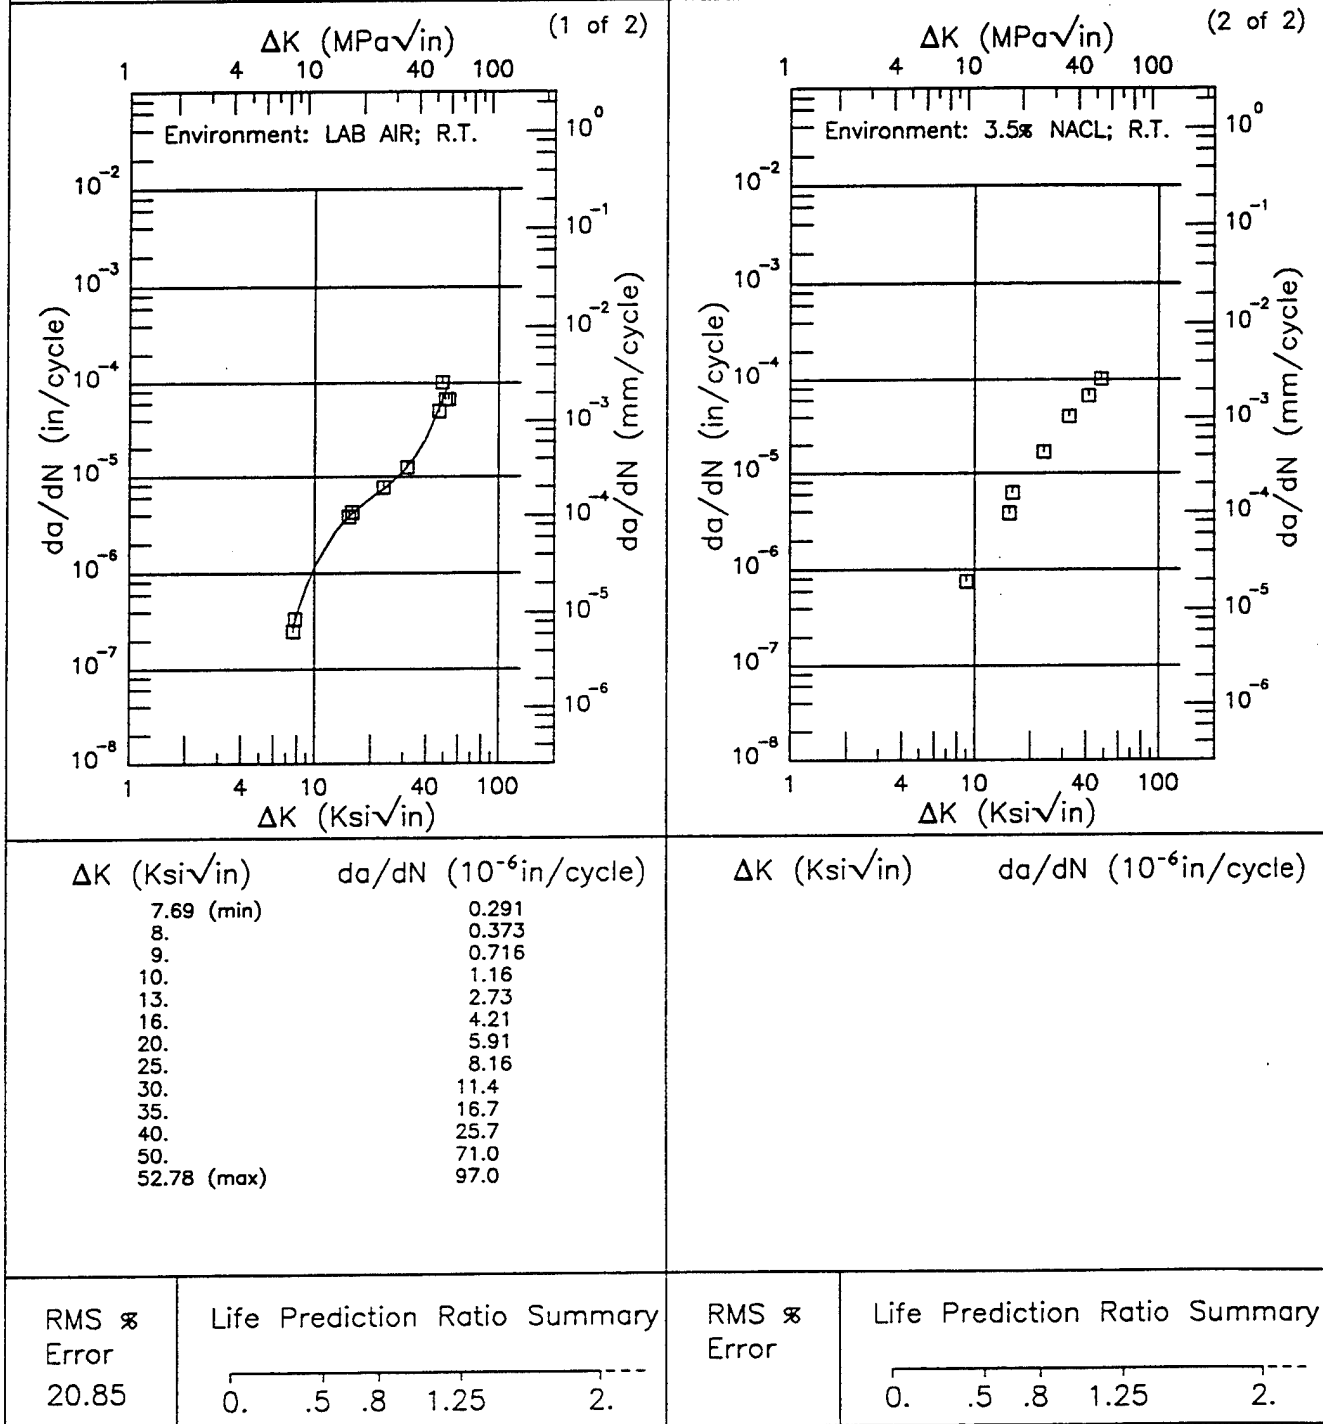 (1 of 2)
ΔK (MPa√in)
1 4 10 40 100
Environment: LAB AIR; R.T.
da/dN (in/cycle)
10⁻²
10⁻³
10⁻⁴
10⁻⁵
10⁻⁶
10⁻⁷
10⁻⁸
10⁰
10⁻¹
10⁻²
10⁻³
10⁻⁴
10⁻⁵
10⁻⁶
da/dN (mm/cycle)
1 4 10 40 100
ΔK (Ksi√in)
(2 of 2)
ΔK (MPa√in)
1 4 10 40 100
Environment: 3.5% NACL; R.T.
da/dN (in/cycle)
10⁻²
10⁻³
10⁻⁴
10⁻⁵
10⁻⁶
10⁻⁷
10⁻⁸
10⁰
10⁻¹
10⁻²
10⁻³
10⁻⁴
10⁻⁵
10⁻⁶
da/dN (mm/cycle)
1 4 10 40 100
ΔK (Ksi√in)
ΔK (Ksi√in) da/dN (10⁻⁶in/cycle)
7.69 (min) 0.291
8. 0.373
9. 0.716
10. 1.16
13. 2.73
16. 4.21
20. 5.91
25. 8.16
30. 11.4
35. 16.7
40. 25.7
50. 71.0
52.78 (max) 97.0
ΔK (Ksi√in) da/dN (10⁻⁶in/cycle)
RMS %
Error
20.85
Life Prediction Ratio Summary
0. .5 .8 1.25 2.
RMS %
Error
Life Prediction Ratio Summary
0. .5 .8 1.25 2.